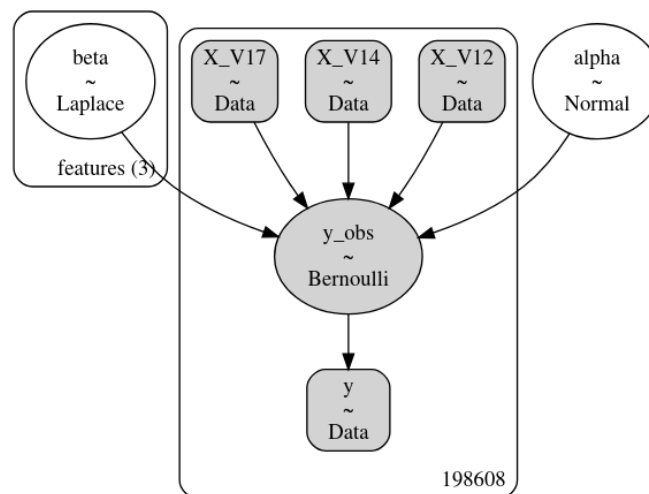 beta
~
Laplace
features (3)
X_V17
~
Data
X_V14
~
Data
X_V12
~
Data
alpha
~
Normal
y_obs
~
Bernoulli
y
~
Data
198608